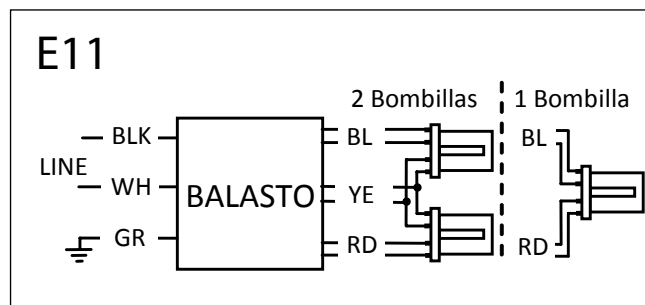 E11
2 Bombillas
1 Bombilla
BLK
BL
BL
LINE
WH
BALASTO
YE
GR
RD
RD